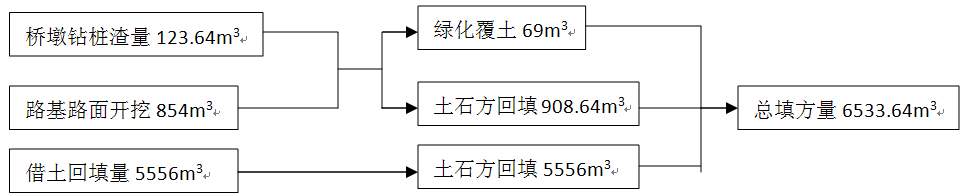 桥墩钻桩渣量 123.64m³
绿化覆土 69m³
路基路面开挖 854m³
土石方回填 908.64m³
总填方量 6533.64m³
借土回填量 5556m³
土石方回填 5556m³